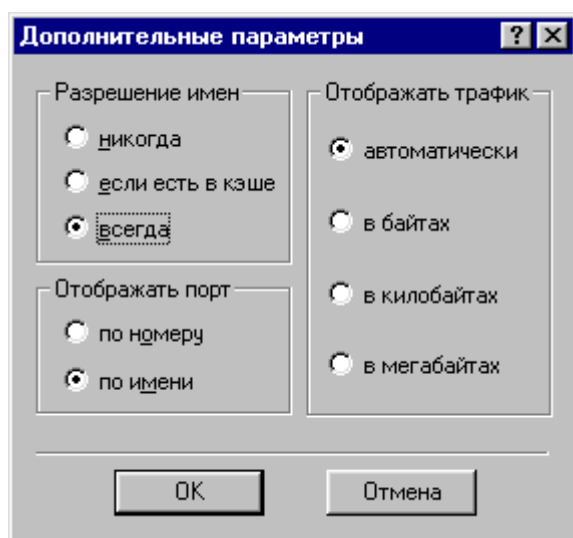 Дополнительные параметры
Разрешение имен
никогда
если есть в кэше
всегда
Отображать порт
по номеру
по имени
Отображать трафик
автоматически
в байтах
в килобайтах
в мегабайтах
OK
Отмена